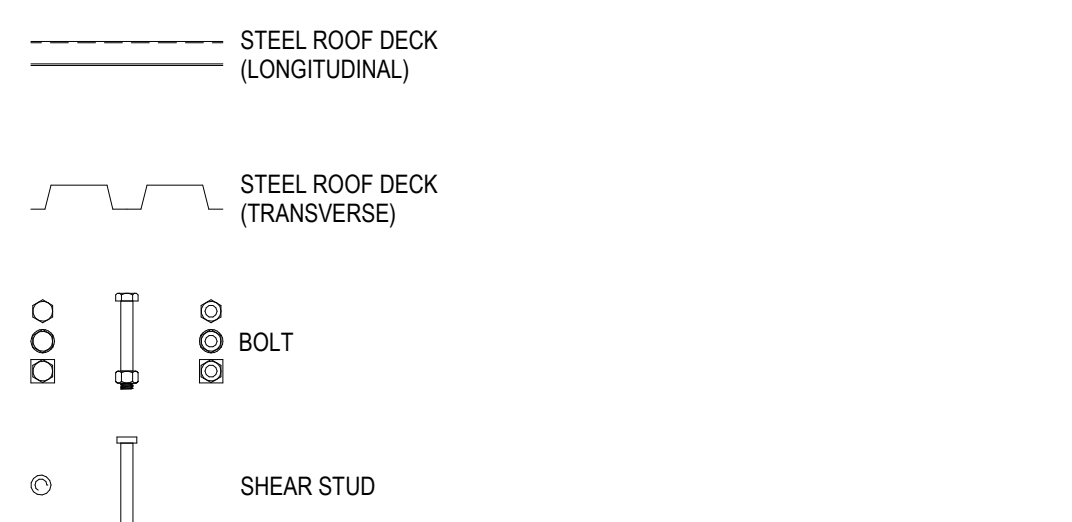 STEEL ROOF DECK
(LONGITUDINAL)
STEEL ROOF DECK
(TRANSVERSE)
BOLT
SHEAR STUD